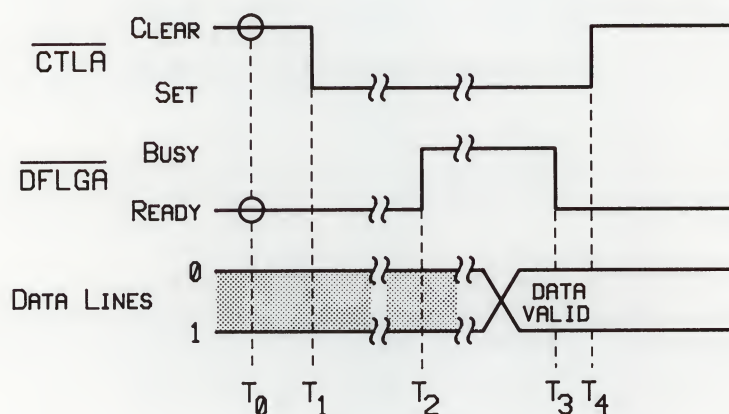 CLEAR
CTLA
SET
BUSY
DFLGA
READY
0
DATA LINES
DATA
VALID
1
T0 T1 T2 T3 T4